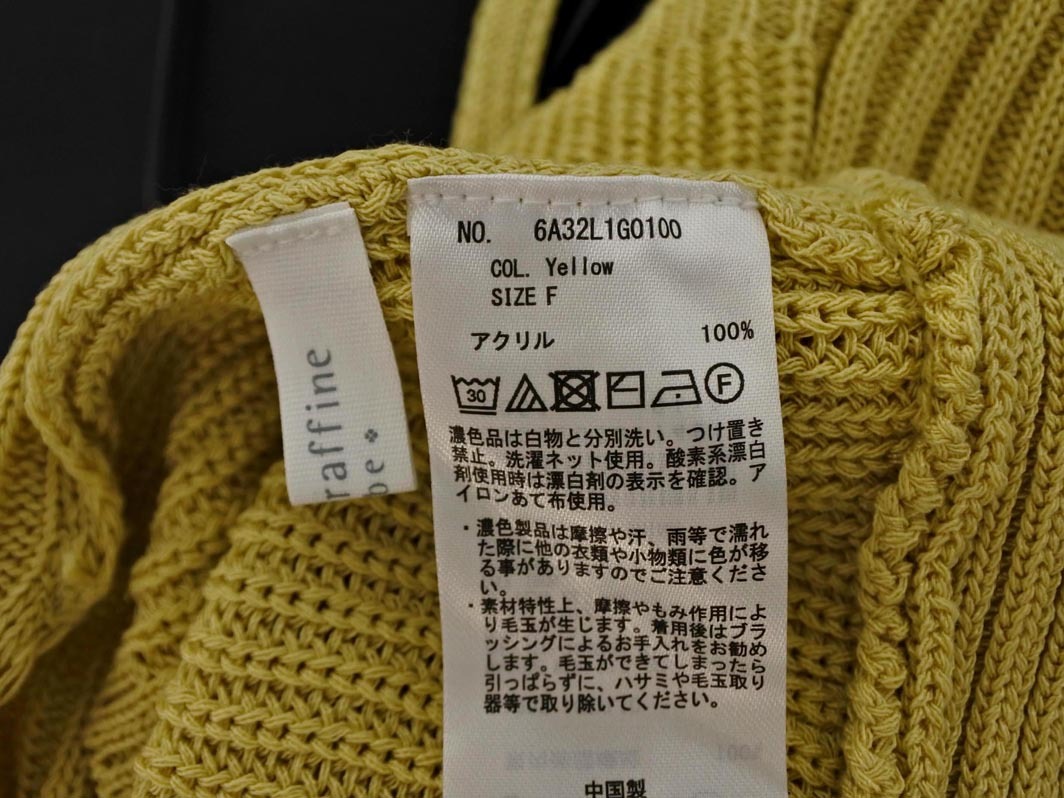 raffine
be
NO. 6A32L1G0100
COL. Yellow
SIZE F
アクリル 100%
30
F
濃色品は白物と分別洗い。つけ置き
禁止。洗濯ネット使用。酸素系漂白
剤使用時は漂白剤の表示を確認。ア
イロンあて布使用。
・濃色製品は摩擦や汗、雨等で濡れ
た際に他の衣類や小物類に色が移
る事がありますのでご注意くださ
い。
・素材特性上、摩擦やもみ作用によ
り毛玉が生じます。着用後はブラ
ッシングによるお手入れをお勧め
します。毛玉ができてしまったら
引っぱらずに、ハサミや毛玉取り
器等で取り除いてください。
中国製